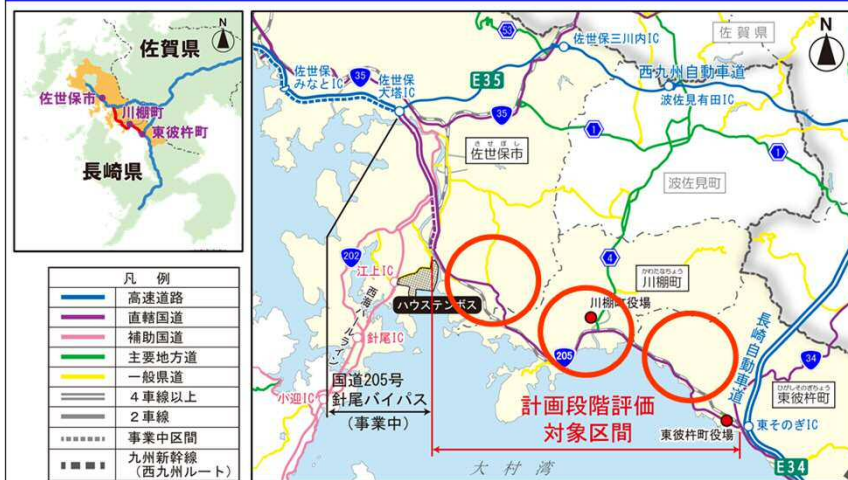 佐賀県
N
佐世保市
川棚町
東彼杵町
長崎県
凡　例
高速道路
直轄国道
補助国道
主要地方道
一般県道
4車線以上
2車線
事業中区間
九州新幹線
(西九州ルート)
53
佐世保三川内IC
佐賀県
N
佐世保
みなとIC
35
佐世保
大塔IC
E35
西九州自動車道
波佐見有田IC
35
1
させぼし
佐世保市
1
波佐見町
202
江上IC
西海パールライン
ハウステンボス
4
かわたなちょう
川棚町
川棚町役場
針尾IC
205
長崎自動車道
34
ひがしそのぎちょう
東彼杵町
小迎IC
国道205号
針尾バイパス
(事業中)
計画段階評価
対象区間
東彼杵町役場
東そのぎIC
大村湾
E34